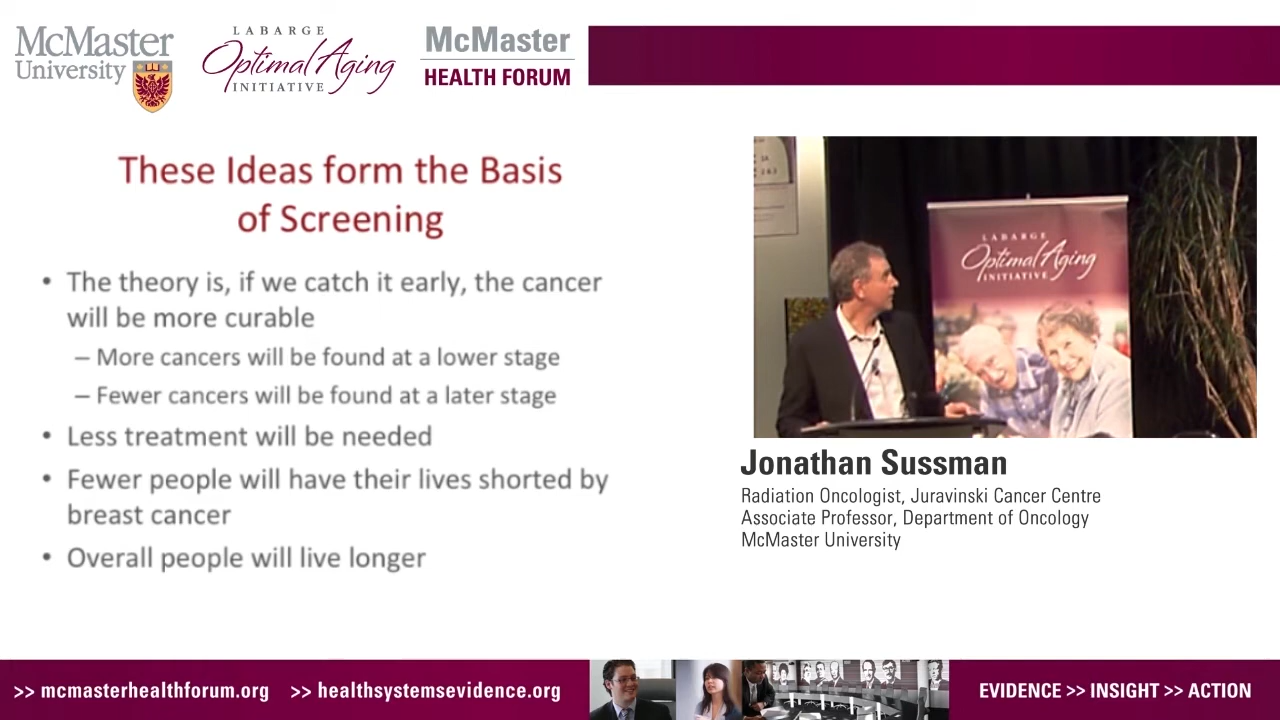 McMaster
University
LABARGE
Optimal Aging
INITIATIVE
McMaster
HEALTH FORUM
These Ideas form the Basis
of Screening
• The theory is, if we catch it early, the cancer
will be more curable
– More cancers will be found at a lower stage
– Fewer cancers will be found at a later stage
• Less treatment will be needed
• Fewer people will have their lives shorted by
breast cancer
• Overall people will live longer
LABARGE
Optimal Aging
INITIATIVE
Jonathan Sussman
Radiation Oncologist, Juravinski Cancer Centre
Associate Professor, Department of Oncology
McMaster University
>> mcmasterhealthforum.org >> healthsystemsevidence.org
EVIDENCE >> INSIGHT >> ACTION